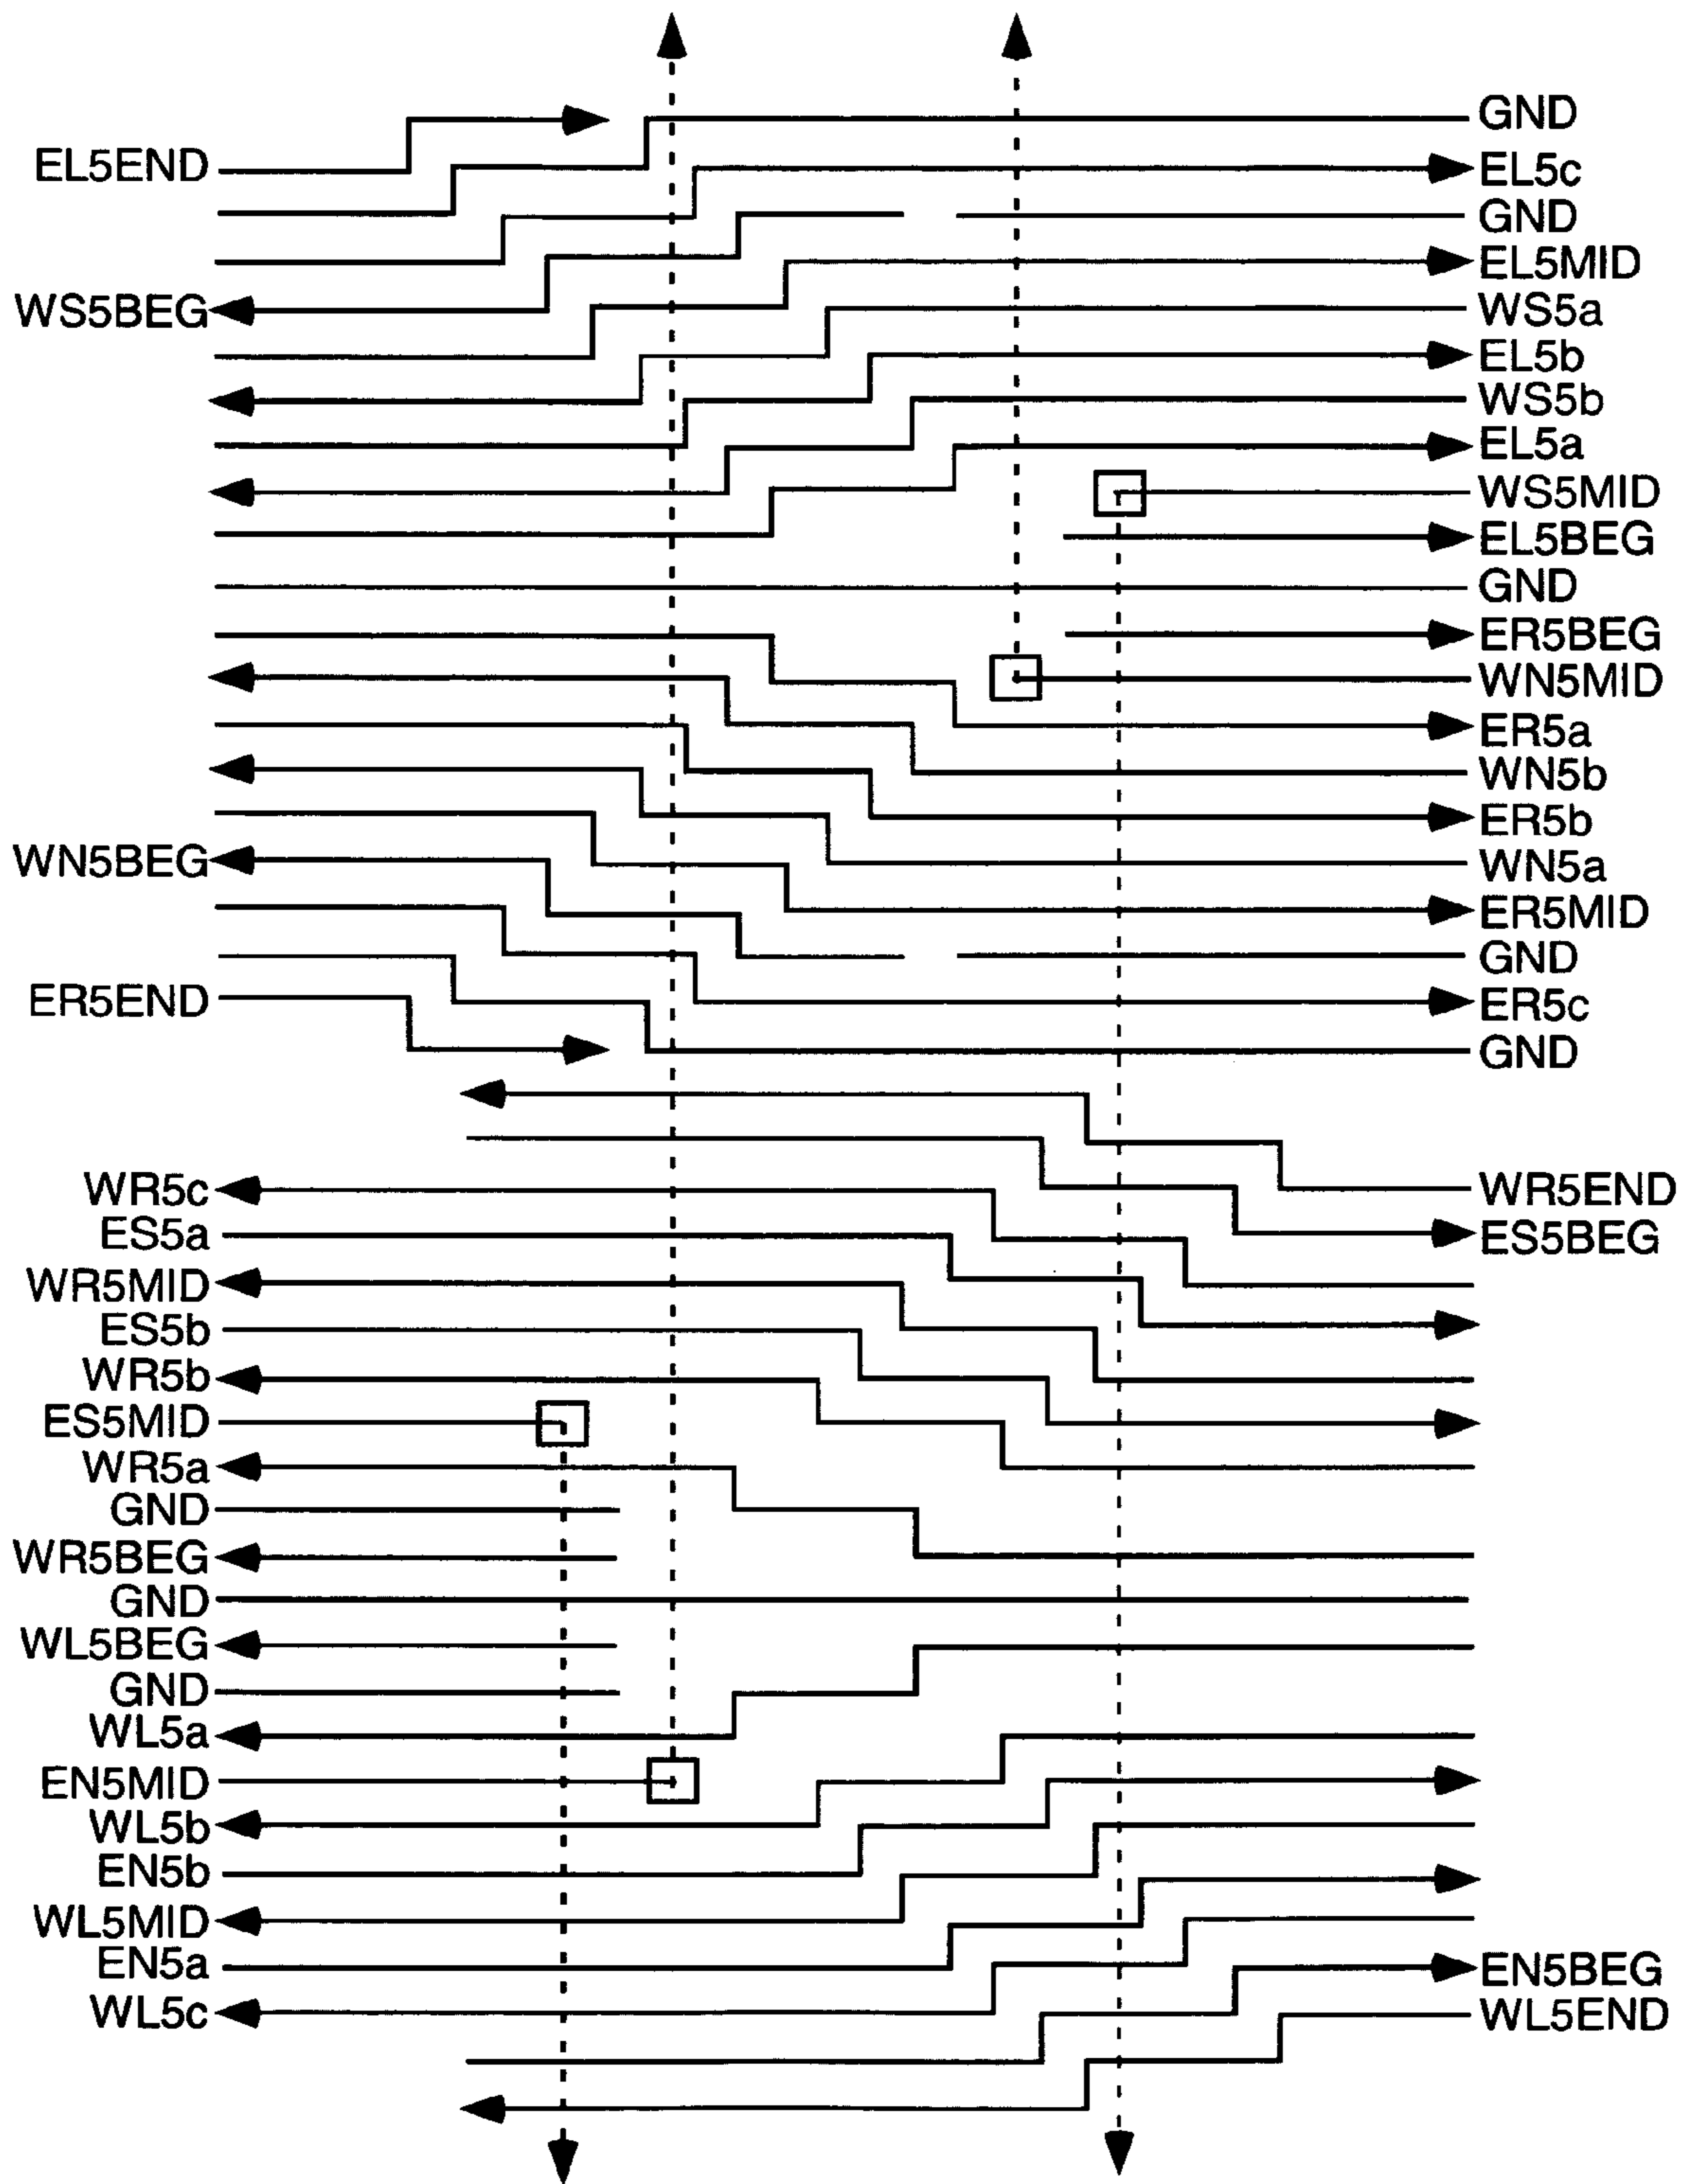 GND
EL5END
EL5c
GND
EL5MID
WS5BEG
WS5a
EL5b
WS5b
EL5a
WS5MID
EL5BEG
GND
ER5BEG
WN5MID
ER5a
WN5b
ER5b
WN5BEG
WN5a
ER5MID
GND
ER5END
ER5c
GND
WR5c
WR5END
ES5a
ES5BEG
WR5MID
ES5b
WR5b
ES5MID
WR5a
GND
WR5BEG
GND
WL5BEG
GND
WL5a
EN5MID
WL5b
EN5b
WL5MID
EN5a
EN5BEG
WL5c
WL5END